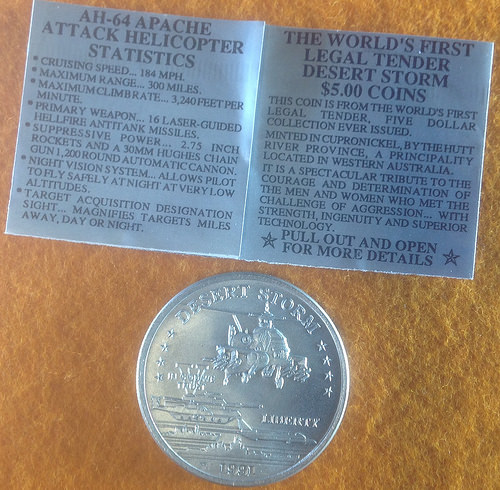 AH-64 APACHE
ATTACK HELICOPTER
STATISTICS
* CRUISING SPEED... 184 MPH.
* MAXIMUM RANGE... 300 MILES.
* MAXIMUM CLIMB RATE... 3,240 FEET PER
MINUTE.
* PRIMARY WEAPON... 16 LASER-GUIDED
HELLFIRE ANTITANK MISSILES.
* SUPPRESSIVE POWER... 2.75 INCH
ROCKETS AND A 30MM HUGHES CHAIN
GUN 1,200 ROUND AUTOMATIC CANNON.
* NIGHT VISION SYSTEM... ALLOWS PILOT
TO FLY SAFELY AT NIGHT AT VERY LOW
ALTITUDES.
* TARGET ACQUISITION DESIGNATION
SIGHT... MAGNIFIES TARGETS MILES
AWAY, DAY OR NIGHT.
THE WORLD'S FIRST
LEGAL TENDER
DESERT STORM
$5.00 COINS
THIS COIN IS FROM THE WORLD'S FIRST
LEGAL TENDER, FIVE DOLLAR
COLLECTION EVER ISSUED.
MINTED IN CUPRONICKEL, BY THE HUTT
RIVER PROVINCE, A PRINCIPALITY
LOCATED IN WESTERN AUSTRALIA.
IT IS A SPECTACULAR TRIBUTE TO THE
COURAGE AND DETERMINATION OF
THE MEN AND WOMEN WHO MET THE
CHALLENGE OF AGGRESSION... WITH
STRENGTH, INGENUITY AND SUPERIOR
TECHNOLOGY.
★ PULL OUT AND OPEN
FOR MORE DETAILS ★
DESERT STORM
LIBERTY
1991